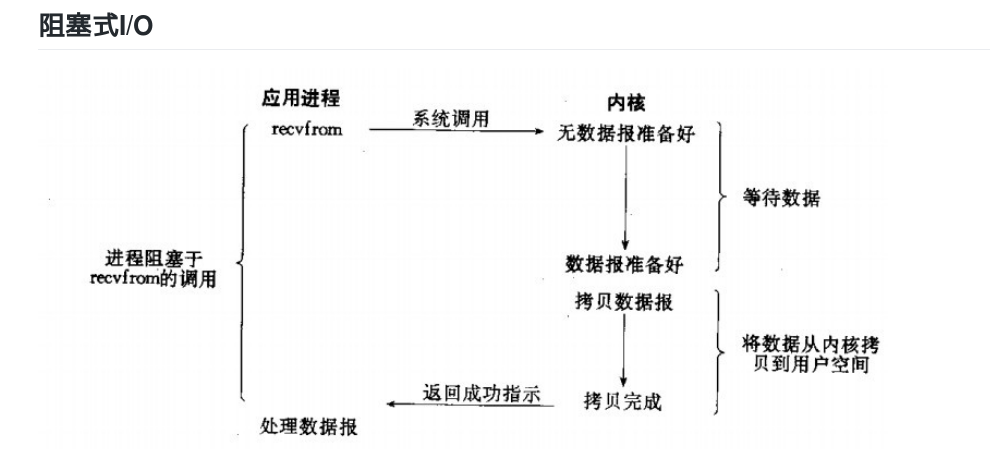 阻塞式I/O
应用进程
内核
recvfrom
系统调用
无数据报准备好
等待数据
进程阻塞于
recvfrom的调用
数据报准备好
拷贝数据报
将数据从内核拷
贝到用户空间
返回成功指示
拷贝完成
处理数据报